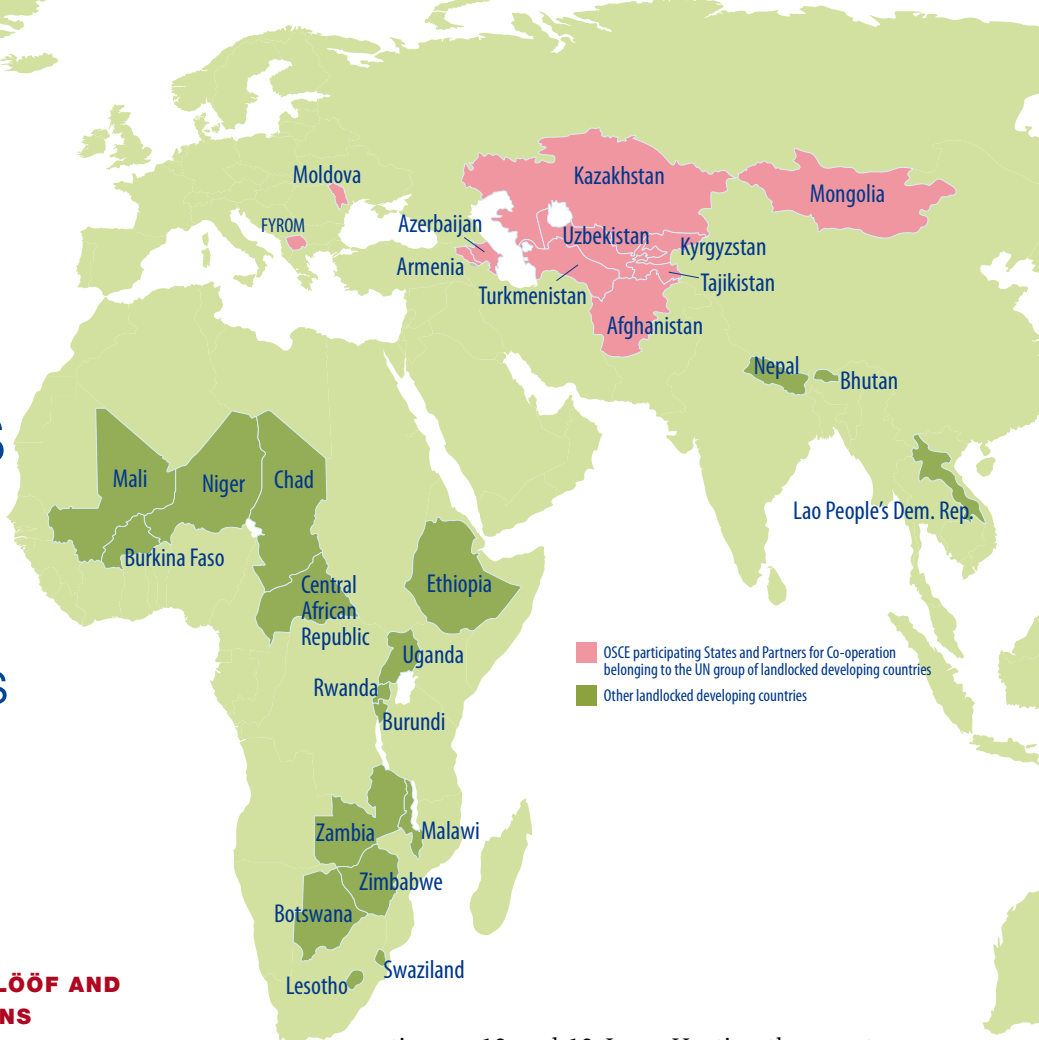 Moldova
Kazakhstan
Mongolia
FYROM
Azerbaijan
Uzbekistan
Kyrgyzstan
Armenia
Tajikistan
Turkmenistan
Afghanistan
Nepal
Bhutan
S
Mali
Niger
Chad
Lao People's Dem. Rep.
Burkina Faso
Central
African
Republic
Ethiopia
OSCE participating States and Partners for Co-operation
belonging to the UN group of landlocked developing countries
Other landlocked developing countries
Uganda
Rwanda
S
Burundi
Zambia
Malawi
Zimbabwe
Botswana
Swaziland
Lesotho
LÖÖF AND
NS